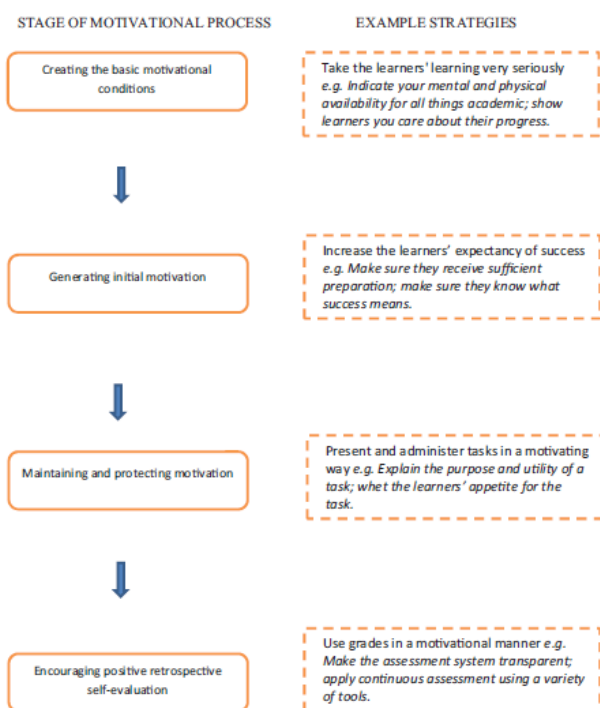 STAGE OF MOTIVATIONAL PROCESS
EXAMPLE STRATEGIES
Creating the basic motivational
conditions
Take the learners' learning very seriously
e.g. Indicate your mental and physical
availability for all things academic; show
learners you care about their progress.
Generating initial motivation
Increase the learners' expectancy of success
e.g. Make sure they receive sufficient
preparation; make sure they know what
success means.
Maintaining and protecting motivation
Present and administer tasks in a motivating
way e.g. Explain the purpose and utility of a
task; whet the learners' appetite for the
task.
Encouraging positive retrospective
self-evaluation
Use grades in a motivational manner e.g.
Make the assessment system transparent;
apply continuous assessment using a variety
of tools.